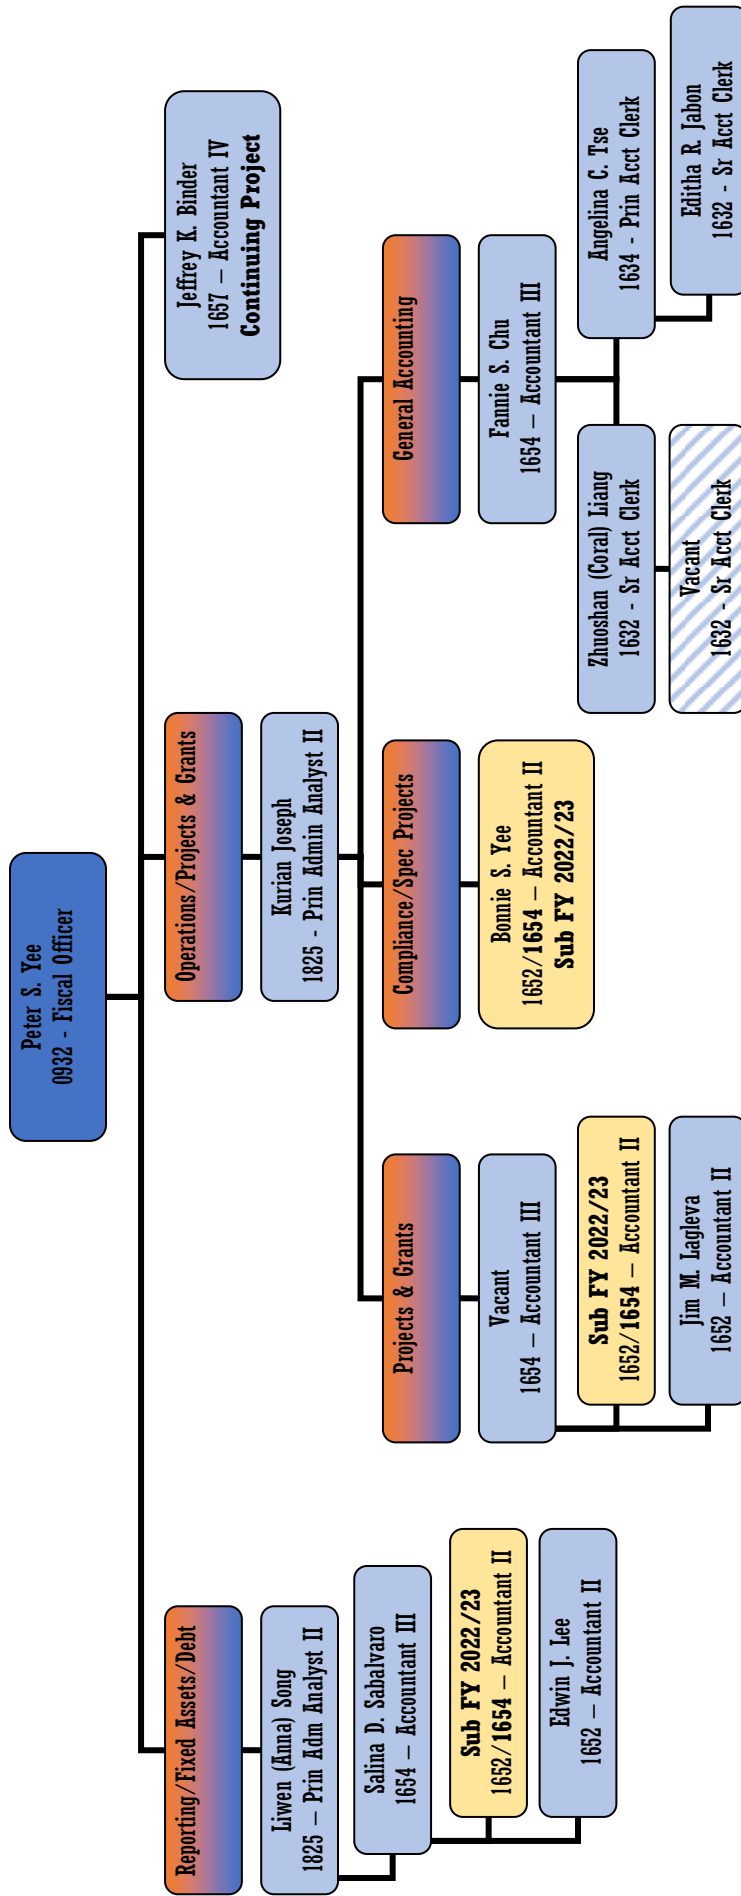 Peter S. Yee
0932 - Fiscal Officer
Reporting/Fixed Assets/Debt
Liwen (Anna) Song
1825 – Prin Adm Analyst II
Salina D. Sabalvaro
1654 – Accountant III
Sub FY 2022/23
1652/1654 – Accountant II
Edwin J. Lee
1652 – Accountant II
Operations/Projects & Grants
Kurian Joseph
1825 - Prin Admin Analyst II
Projects & Grants
Vacant
1654 – Accountant III
Sub FY 2022/23
1652/1654 – Accountant II
Jim M. Lagleva
1652 – Accountant II
Compliance/Spec Projects
Bonnie S. Yee
1652/1654 – Accountant II
Sub FY 2022/23
General Accounting
Fannie S. Chu
1654 – Accountant III
Zhuoshan (Coral) Liang
1632 - Sr Acct Clerk
Vacant
1632 - Sr Acct Clerk
Angelina C. Tse
1634 - Prin Acct Clerk
Editha R. Jabon
1632 - Sr Acct Clerk
Jeffrey K. Binder
1657 – Accountant IV
Continuing Project